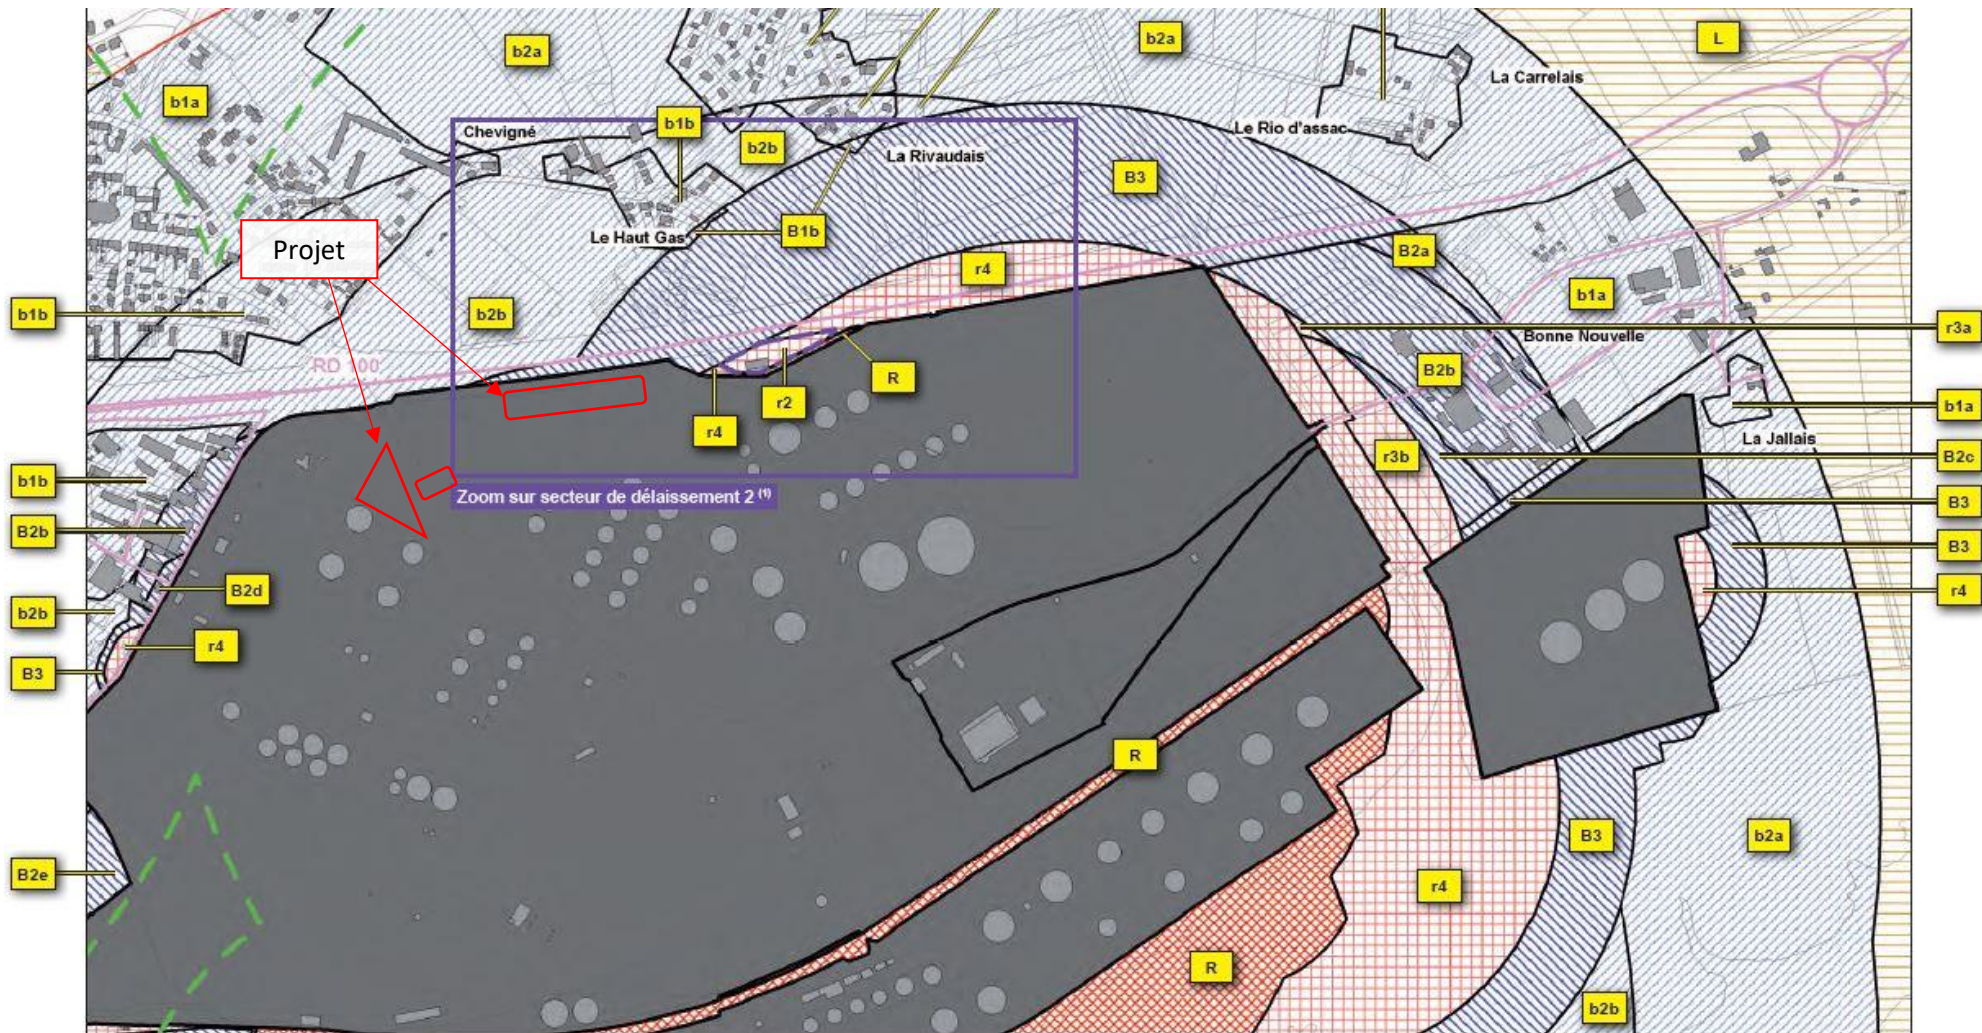 L
b2a
b2a
La Carrelais
b1a
b1b
Chevigné
Le Rio d'assac
b2b
La Rivaudais
B3
B1b
Le Haut Gas
Projet
B2a
r4
b1a
b1b
b2b
r3a
Bonne Nouvelle
RD 100
B2b
R
r2
b1a
r4
La Jallais
r3b
B2c
b1b
Zoom sur secteur de délaissement 2 (1)
B3
B2b
B3
B2d
r4
b2b
r4
B3
R
B3
b2a
B2e
r4
R
b2b